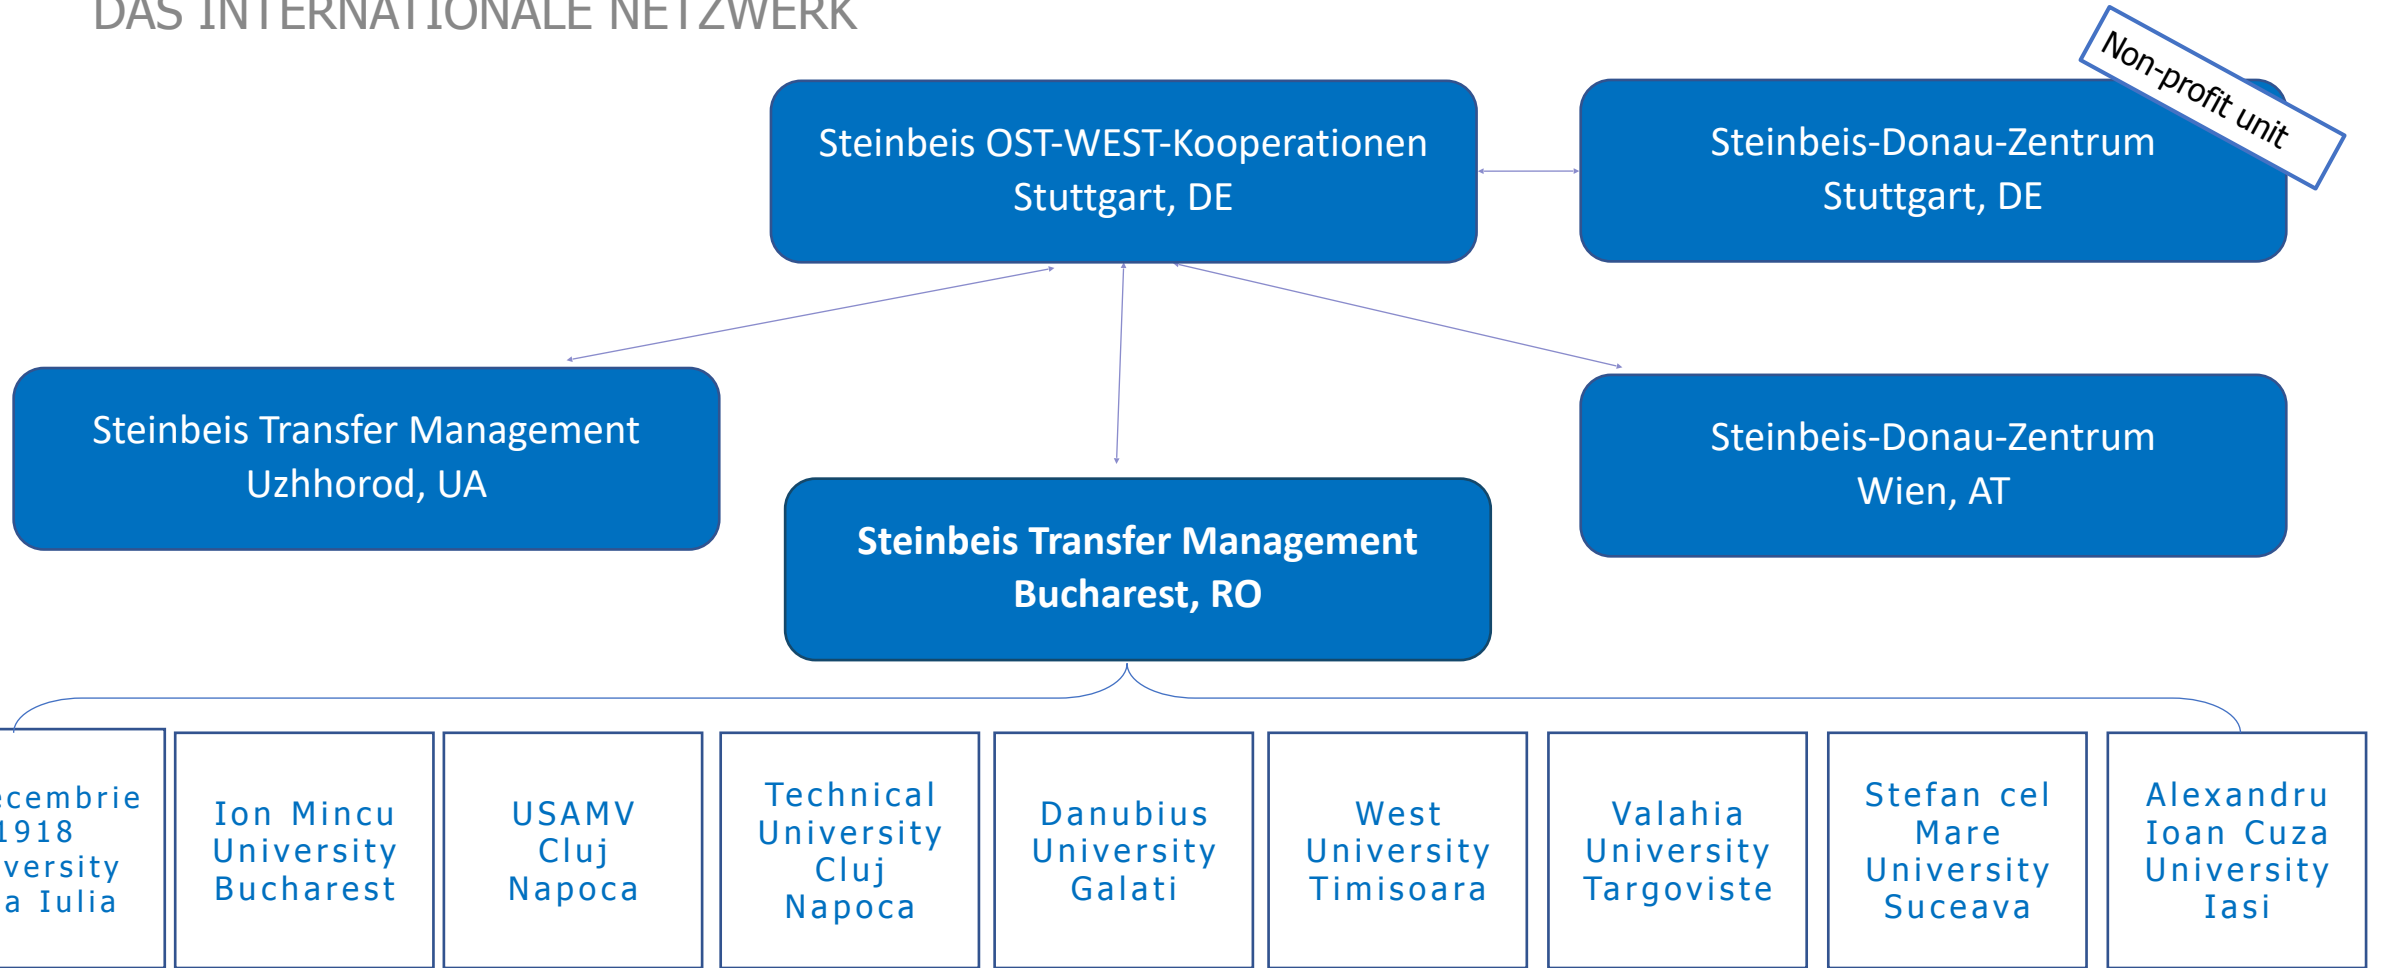 DAS INTERNATIONALE NETZWERK
Non-profit unit
Steinbeis OST-WEST-Kooperationen
Stuttgart, DE
Steinbeis-Donau-Zentrum
Stuttgart, DE
Steinbeis Transfer Management
Uzhhorod, UA
Steinbeis-Donau-Zentrum
Wien, AT
Steinbeis Transfer Management
Bucharest, RO
1918
Iulia
Ion Mincu
University
Bucharest
USAMV
Cluj
Napoca
Technical
University
Cluj
Napoca
Danubius
University
Galati
West
University
Timisoara
Valahia
University
Targoviste
Stefan cel
Mare
University
Suceava
Alexandru
Ioan Cuza
University
Iasi